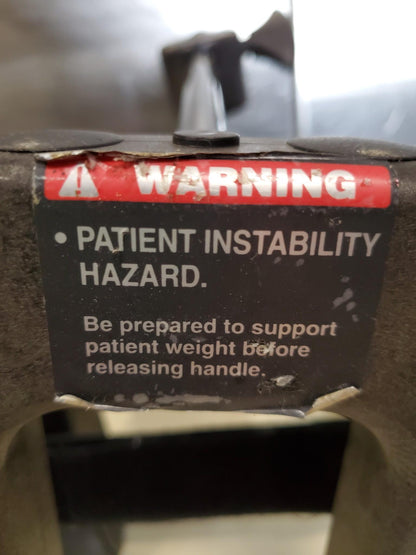 WARNING
• PATIENT INSTABILITY
HAZARD.
Be prepared to support
patient weight before
releasing handle.